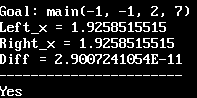 Goal: main(-1, -1, 2, 7)
Left_x = 1.9258515515
Right_x = 1.9258515515
Diff = 2.9007241054E-11
-----------------------
Yes